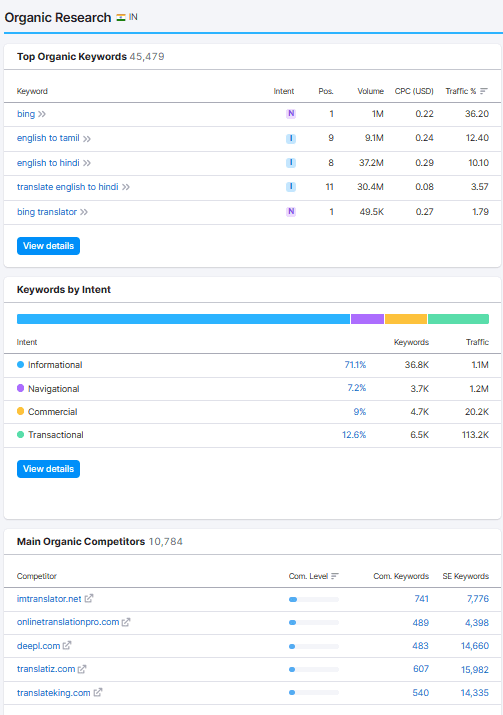 Organic Research IN
Top Organic Keywords 45,479
Keyword Intent Pos. Volume CPC (USD) Traffic %
bing N 1 1M 0.22 36.20
english to tamil I 9 9.1M 0.24 12.40
english to hindi I 8 37.2M 0.29 10.10
translate english to hindi I 11 30.4M 0.08 3.57
bing translator N 1 49.5K 0.27 1.79
View details
Keywords by Intent
Intent Keywords Traffic
Informational 71.1% 36.8K 1.1M
Navigational 7.2% 3.7K 1.2M
Commercial 9% 4.7K 20.2K
Transactional 12.6% 6.5K 113.2K
View details
Main Organic Competitors 10,784
Competitor Com. Level Com. Keywords SE Keywords
imtranslator.net 741 7,776
onlinetranslationpro.com 489 4,398
deepl.com 483 14,660
translatiz.com 607 15,982
translateking.com 540 14,335